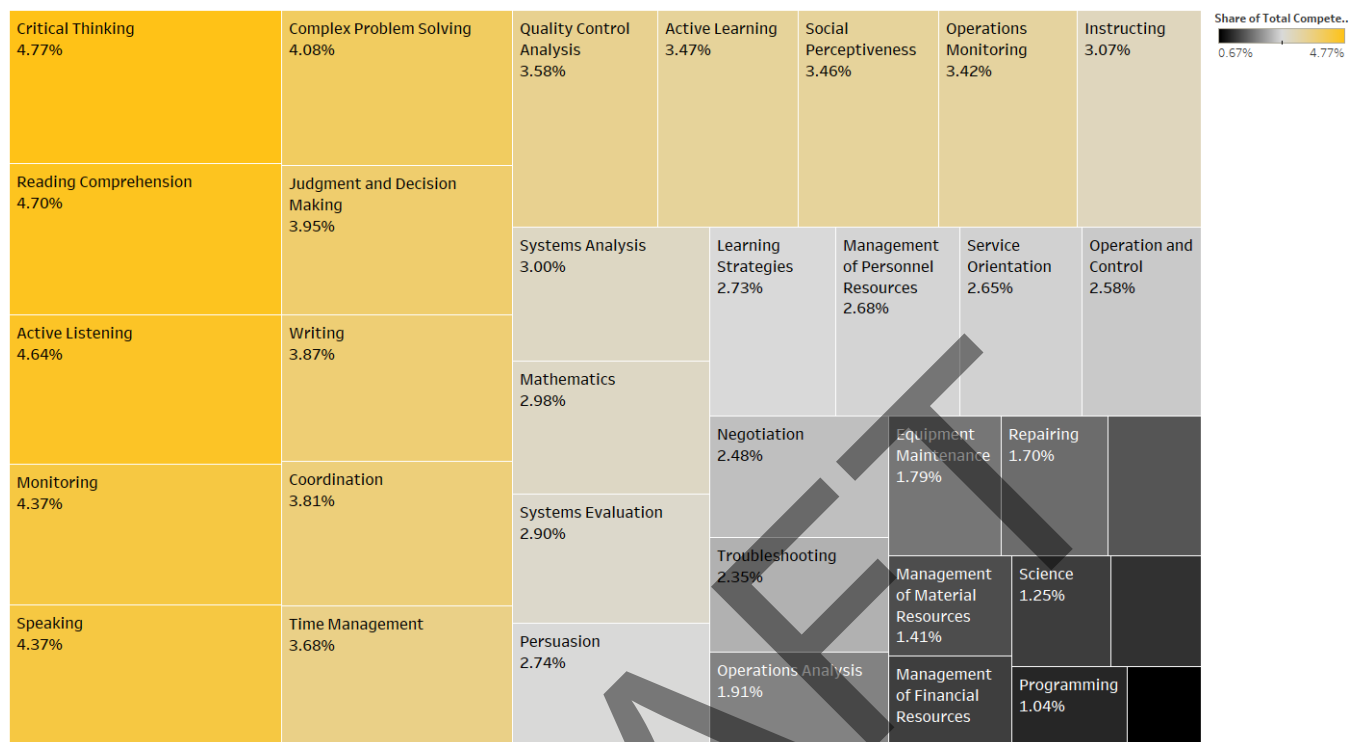 Critical Thinking
4.77%
Reading Comprehension
4.70%
Active Listening
4.64%
Monitoring
4.37%
Speaking
4.37%
Complex Problem Solving
4.08%
Judgment and Decision
Making
3.95%
Writing
3.87%
Coordination
3.81%
Time Management
3.68%
Quality Control
Analysis
3.58%
Active Learning
3.47%
Social
Perceptiveness
3.46%
Operations
Monitoring
3.42%
Instructing
3.07%
Systems Analysis
3.00%
Mathematics
2.98%
Systems Evaluation
2.90%
Persuasion
2.74%
Learning
Strategies
2.73%
Management
of Personnel
Resources
2.68%
Service
Orientation
2.65%
Operation and
Control
2.58%
Negotiation
2.48%
Troubleshooting
2.35%
Operations Analysis
1.91%
Equipment
Maintenance
1.79%
Repairing
1.70%
Management
of Material
Resources
1.41%
Management
of Financial
Resources
Science
1.25%
Programming
1.04%
Share of Total Compete..
0.67%
4.77%